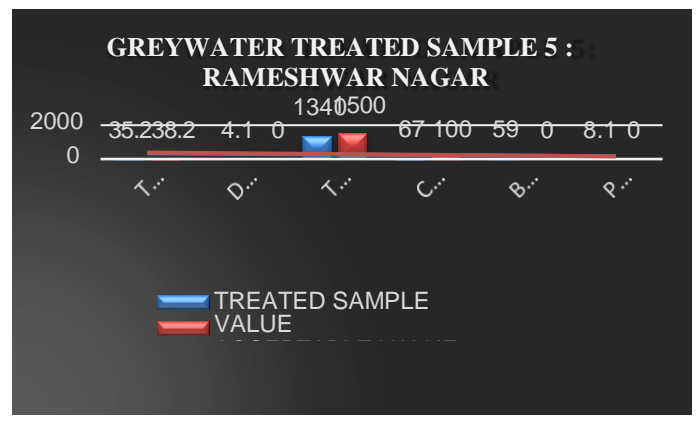 GREYWATER TREATED SAMPLE 5 :
RAMESHWAR NAGAR
1340 1500
2000
35.2 38.2 4.1 0 67 100 59 0 8.1 0
0
T... D... T... C... B... P...
TREATED SAMPLE
VALUE